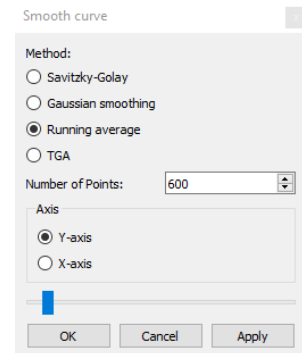 Smooth curve
Method:
Savitzky-Golay
Gaussian smoothing
Running average
TGA
Number of Points: 600
Axis
Y-axis
X-axis
OK Cancel Apply